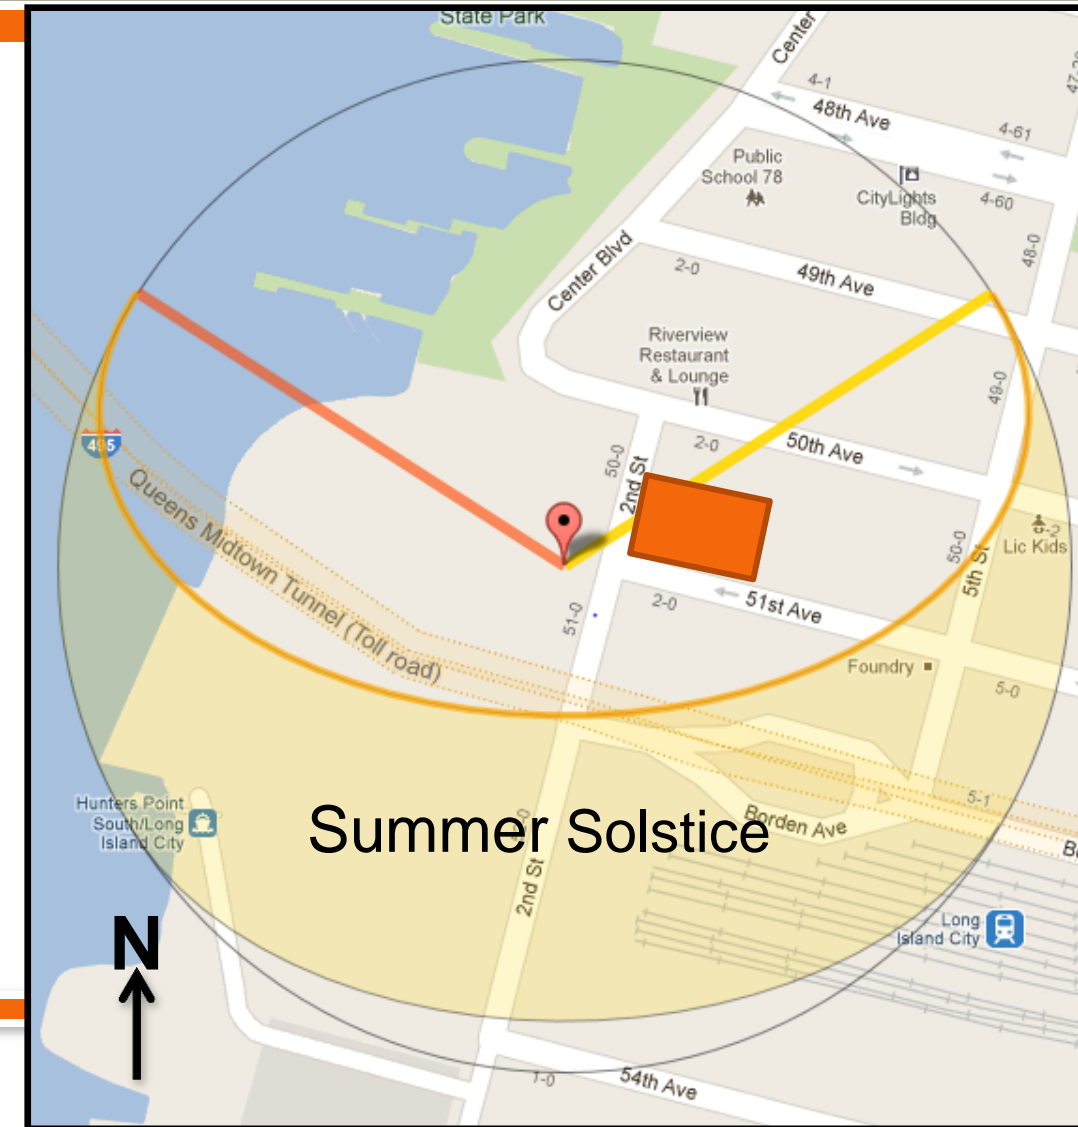 State Park
Center
4-1
48th Ave
4-61
Public
School 78
CityLights
Bldg
4-60
48-0
Center Blvd
2-0
49th Ave
Riverview
Restaurant
& Lounge
49-0
495
50-0
2nd St
2-0
50th Ave
Queens Midtown Tunnel (Toll road)
Lic Kids
50-0
5th St
51-0
2-0
51st Ave
Foundry
5-0
5-1
Hunters Point
South/Long
Island City
Summer Solstice
Borden Ave
2nd St
Long
Island City
N
1-0
54th Ave